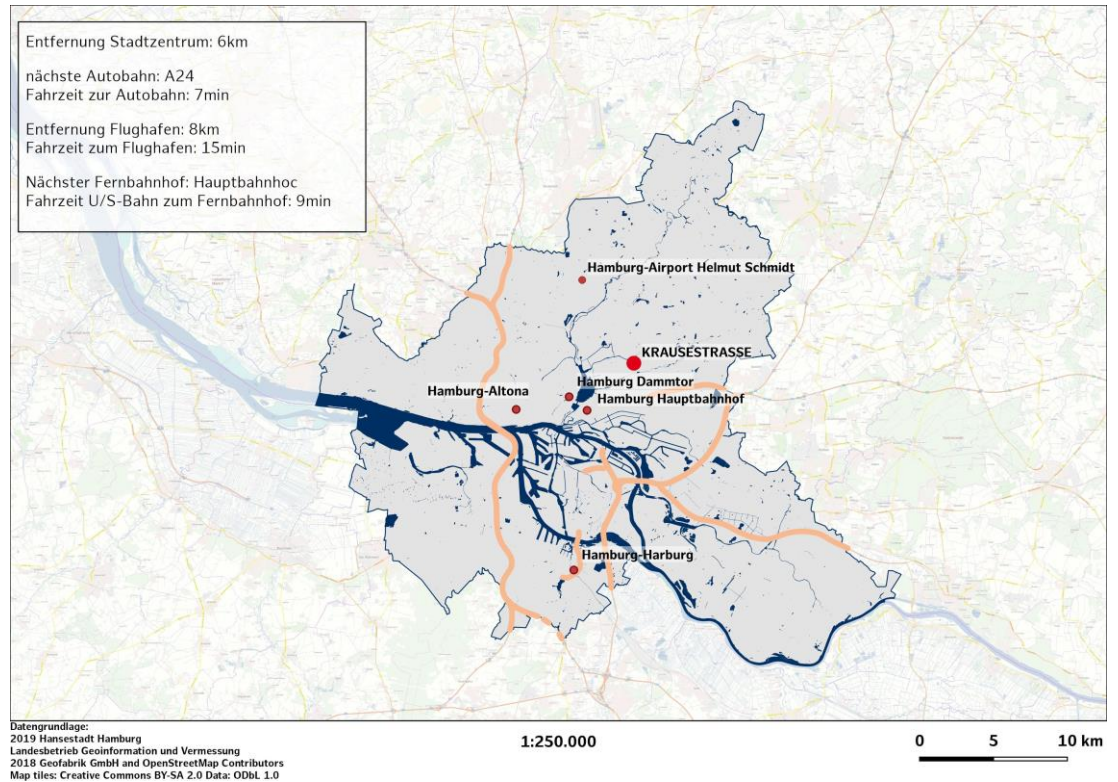 Entfernung Stadtzentrum: 6km
nächste Autobahn: A24
Fahrzeit zur Autobahn: 7min
Entfernung Flughafen: 8km
Fahrzeit zum Flughafen: 15min
Nächster Fernbahnhof: Hauptbahnhoc
Fahrzeit U/S-Bahn zum Fernbahnhof: 9min
Hamburg-Airport Helmut Schmidt
KRAUSESTRASSE
Hamburg Dammtor
Hamburg-Altona
Hamburg Hauptbahnhof
Hamburg-Harburg
Datengrundlage:
2019 Hansestadt Hamburg
Landesbetrieb Geoinformation und Vermessung
2018 Geofabrik GmbH and OpenStreetMap Contributors
Map tiles: Creative Commons BY-SA 2.0 Data: ODbL 1.0
1:250.000
0 5 10 km